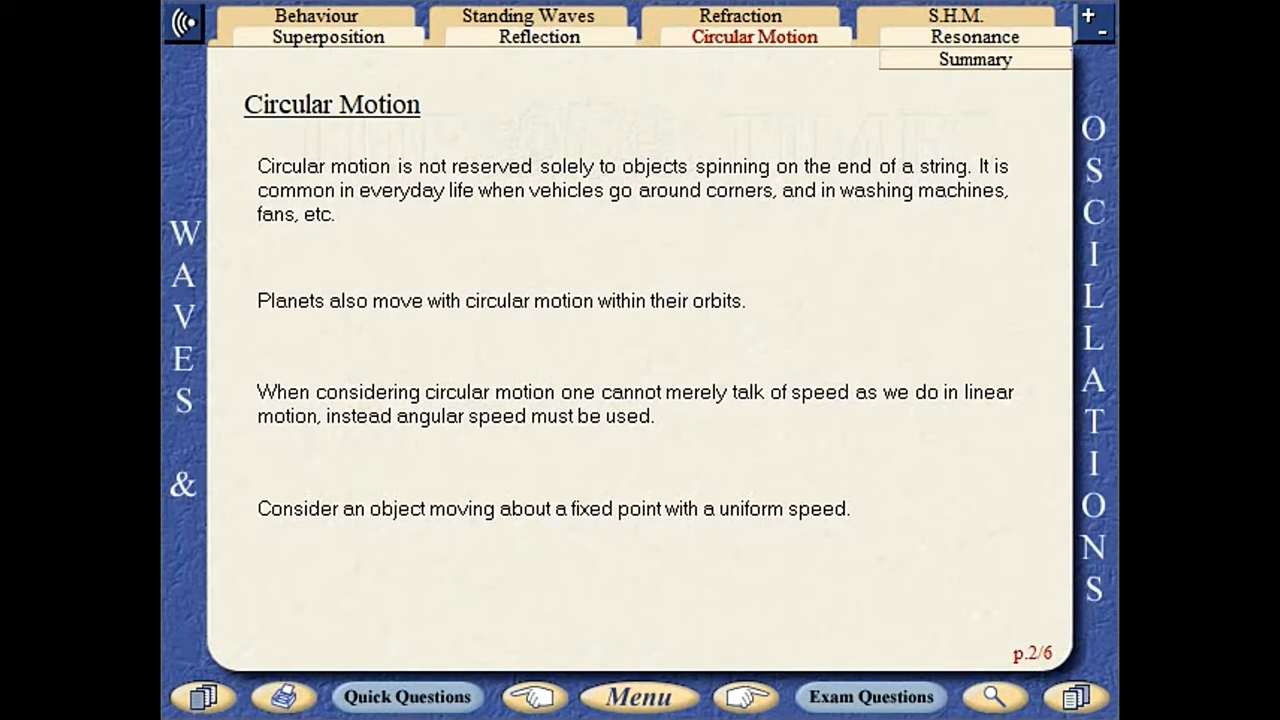 Behaviour
Standing Waves
Refraction
S.H.M.
+
-
Superposition
Reflection
Circular Motion
Resonance
Summary
Circular Motion
Circular motion is not reserved solely to objects spinning on the end of a string. It is
common in everyday life when vehicles go around corners, and in washing machines,
fans, etc.
Planets also move with circular motion within their orbits.
When considering circular motion one cannot merely talk of speed as we do in linear
motion, instead angular speed must be used.
Consider an object moving about a fixed point with a uniform speed.
p.2/6
WAVES &
OSCILLATIONS
Quick Questions
Menu
Exam Questions